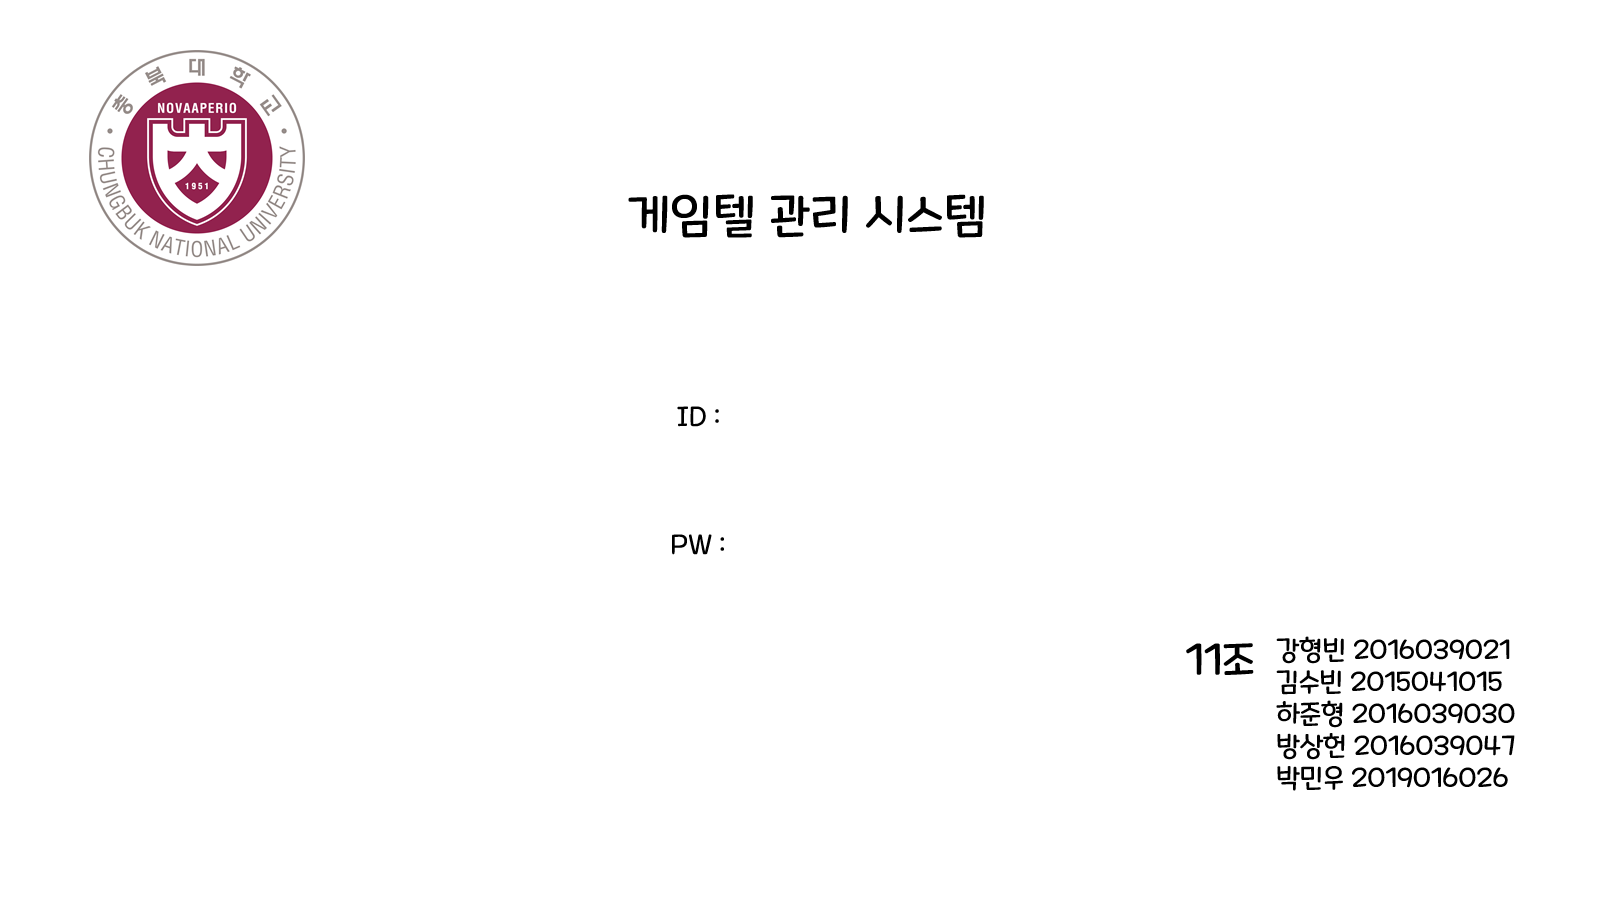 충북대학교
NOVAAPERIO
1951
CHUNGBUK NATIONAL UNIVERSITY
게임텔 관리 시스템
ID :
PW :
11조
강형빈 2016039021
김수빈 2015041015
하준형 2016039030
방상헌 2016039047
박민우 2019016026